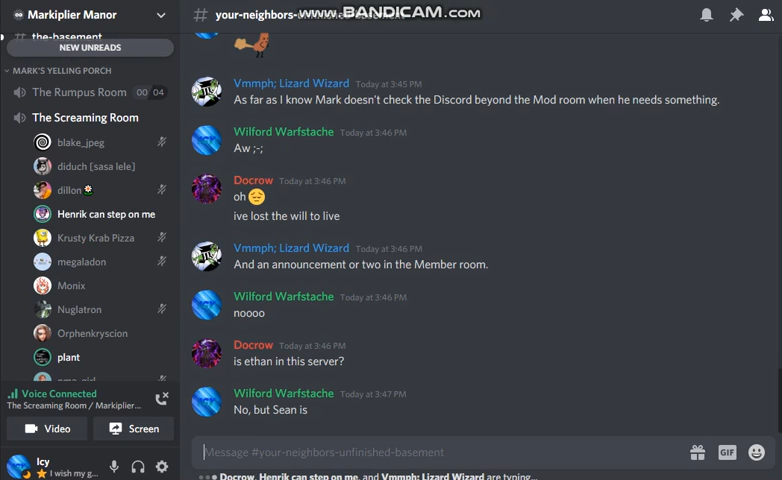 Markiplier Manor
# your-neighbors-
www.BANDICAM.com
the-basement
NEW UNREADS
MARK'S YELLING PORCH
The Rumpus Room 00 04
The Screaming Room
blake_jpeg
diduch [sasa lele]
dillon
Henrik can step on me
Krusty Krab Pizza
megaladon
Monix
Nuglatron
Orphenkryscion
plant
Voice Connected
The Screaming Room / Markiplier...
Video
Screen
Icy
I wish my g...
Vmmph; Lizard Wizard Today at 3:45 PM
As far as I know Mark doesn't check the Discord beyond the Mod room when he needs something.
Wilford Warfstache Today at 3:46 PM
Aw ;-;
Docrow Today at 3:46 PM
oh 😔
ive lost the will to live
Vmmph; Lizard Wizard Today at 3:46 PM
And an announcement or two in the Member room.
Wilford Warfstache Today at 3:46 PM
noooo
Docrow Today at 3:46 PM
is ethan in this server?
Wilford Warfstache Today at 3:47 PM
No, but Sean is
Message #your-neighbors-unfinished-basement
GIF
Docrow, Henrik can step on me, and Vmmph; Lizard Wizard are typing...